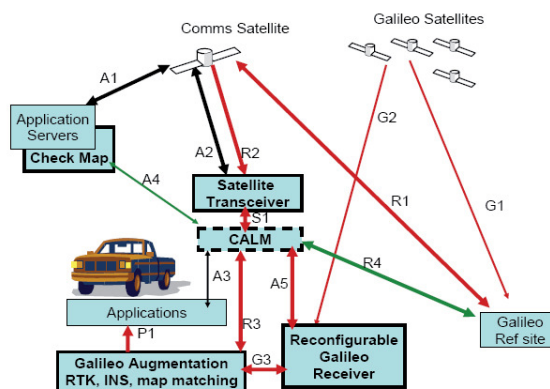 Comms Satellite
Galileo Satellites
A1
Application
Servers
Check Map
A2
R2
G2
A4
Satellite
Transceiver
R1
G1
S1
CALM
A3
A5
R4
Applications
R3
P1
Galileo Augmentation
RTK, INS, map matching
G3
Reconfigurable
Galileo
Receiver
Galileo
Ref site